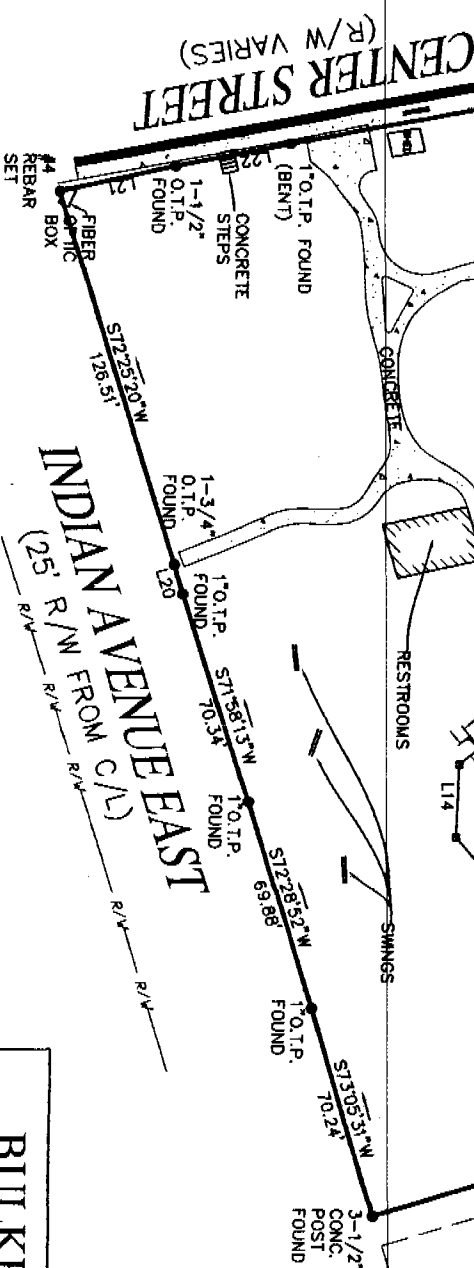 CENTER STREET
(R/W VARIES)
1"O.T.P. FOUND
(BENT)
CONCRETE
STEPS
1-1/2"
O.T.P.
FOUND
#4
REBAR
SET
FIBER
OPTIC
BOX
CONCRETE
RESTROOMS
SWINGS
L14
S72°25'20"W
126.51'
1-3/4"
O.T.P.
FOUND
L20
1"O.T.P.
FOUND
S71°58'13"W
70.34'
1"O.T.P.
FOUND
S72°28'52"W
69.88'
1"O.T.P.
FOUND
S73°05'31"W
70.24'
3-1/2"
CONC.
POST
FOUND
INDIAN AVENUE EAST
(25' R/W FROM C/L)
R/W
R/W
R/W
R/W
R/W